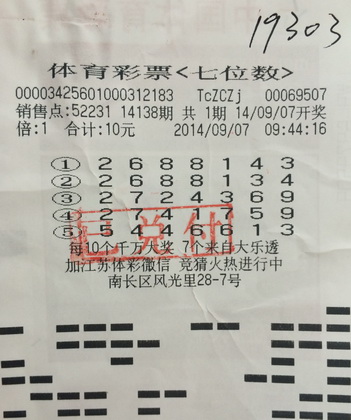 19303
体育彩票<七位数>
00003425601000312183 TcZCZj 00069507
销售点:52231 14138期 共 1期 14/09/07开奖
倍:1 合计:10元 2014/09/07 09:44:16
① 2 6 8 8 1 4 3
② 2 6 8 8 1 3 4
③ 2 7 2 4 3 6 9
④ 2 7 4 1 7 5 9
⑤ 5 4 4 6 6 1 3
已兑付
每10个千万大奖 7个来自大乐透
加江苏体彩微信 竞猜火热进行中
南长区风光里28-7号